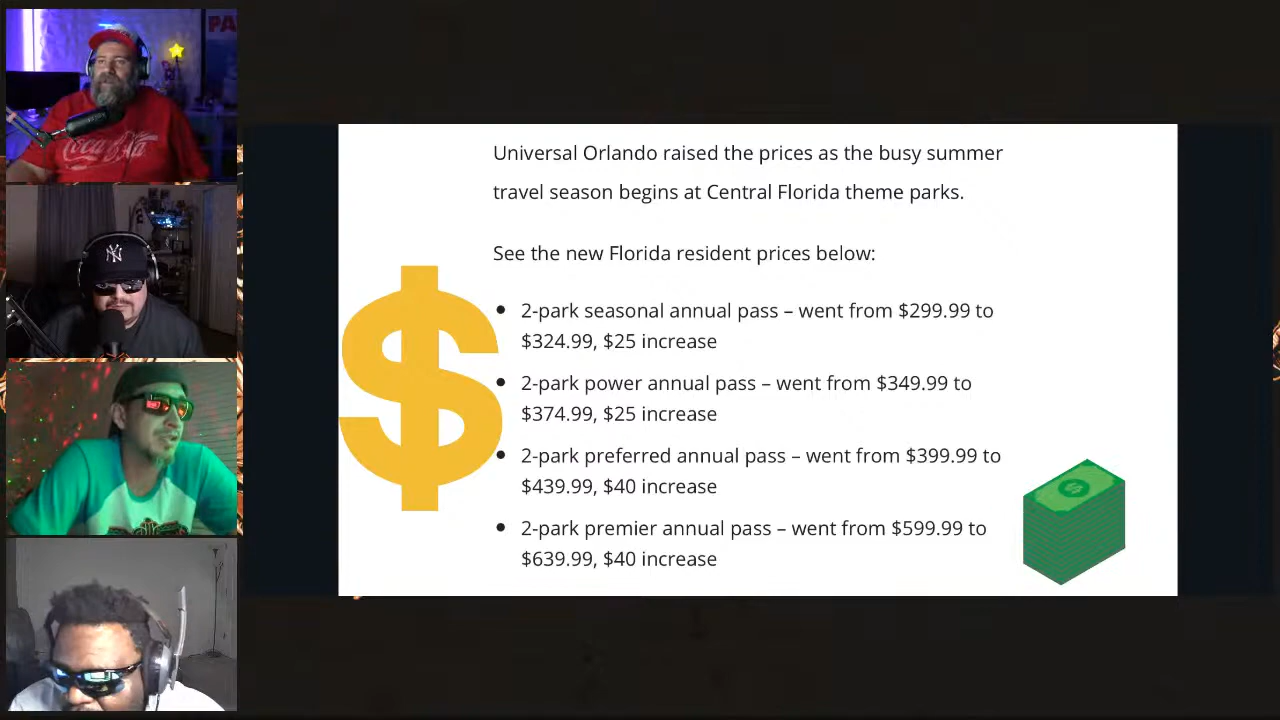 PA
Coca-Cola
NY
Universal Orlando raised the prices as the busy summer
travel season begins at Central Florida theme parks.
See the new Florida resident prices below:
• 2-park seasonal annual pass – went from $299.99 to
$324.99, $25 increase
• 2-park power annual pass – went from $349.99 to
$374.99, $25 increase
• 2-park preferred annual pass – went from $399.99 to
$439.99, $40 increase
• 2-park premier annual pass – went from $599.99 to
$639.99, $40 increase
$
$